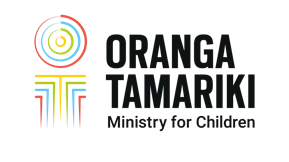 ORANGA
TAMARIKI
Ministry for Children